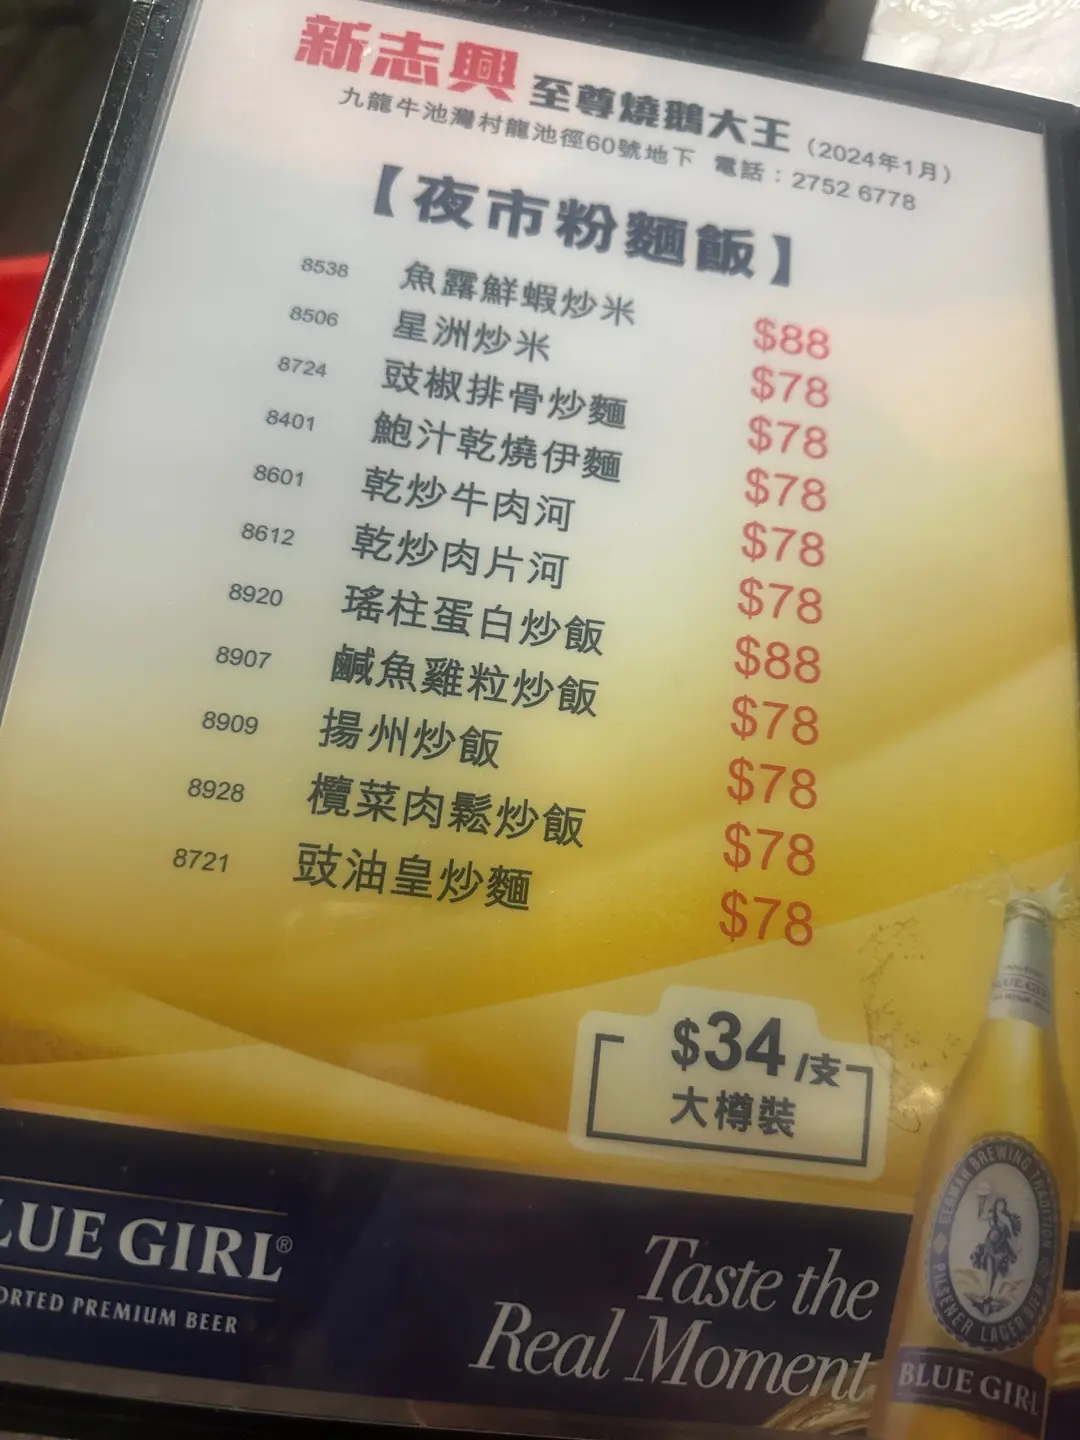 新志興 至尊燒鵝大王 (2024年1月)
九龍牛池灣村龍池徑60號地下 電話：2752 6778
【夜市粉麵飯】
8538 魚露鮮蝦炒米 $88
8506 星洲炒米 $78
8724 豉椒排骨炒麵 $78
8401 鮑汁乾燒伊麵 $78
8601 乾炒牛肉河 $78
8612 乾炒肉片河 $78
8920 瑤柱蛋白炒飯 $88
8907 鹹魚雞粒炒飯 $78
8909 揚州炒飯 $78
8928 欖菜肉鬆炒飯 $78
8721 豉油皇炒麵 $78
$34/支
大樽裝
LUE GIRL®
ORTED PREMIUM BEER
Taste the
Real Moment
GERMAN BREWING TRADITION
PILSENER LAGER BIER
BLUE GIRL